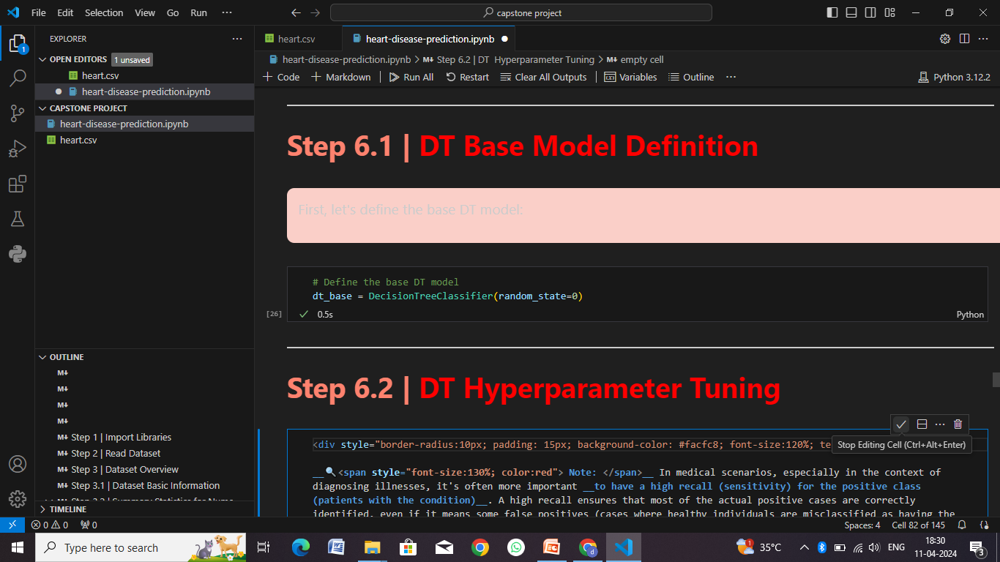 File Edit Selection View Go Run ··· capstone project
EXPLORER ···
OPEN EDITORS 1 unsaved
heart.csv
heart-disease-prediction.ipynb
CAPSTONE PROJECT
heart-disease-prediction.ipynb
heart.csv
OUTLINE
Step 1 | Import Libraries
Step 2 | Read Dataset
Step 3 | Dataset Overview
Step 3.1 | Dataset Basic Information
TIMELINE
heart.csv heart-disease-prediction.ipynb
heart-disease-prediction.ipynb > M↓ Step 6.2 | DT Hyperparameter Tuning > M↓ empty cell
+ Code + Markdown | Run All Restart Clear All Outputs | Variables Outline ··· Python 3.12.2
Step 6.1 | DT Base Model Definition
First, let's define the base DT model:
# Define the base DT model
dt_base = DecisionTreeClassifier(random_state=0)
[26] 0.5s Python
Step 6.2 | DT Hyperparameter Tuning
<div style="border-radius:10px; padding: 15px; background-color: #facfc8; font-size:120%; te
Stop Editing Cell (Ctrl+Alt+Enter)
__🔍<span style="font-size:130%; color:red"> Note: </span>__ In medical scenarios, especially in the context of
diagnosing illnesses, it's often more important __to have a high recall (sensitivity) for the positive class
(patients with the condition)__. A high recall ensures that most of the actual positive cases are correctly
identified, even if it means some false positives (cases where healthy individuals are misclassified as having the
0 0 0 Spaces: 4 Cell 82 of 145
Type here to search 35°C ENG 18:30
11-04-2024 3